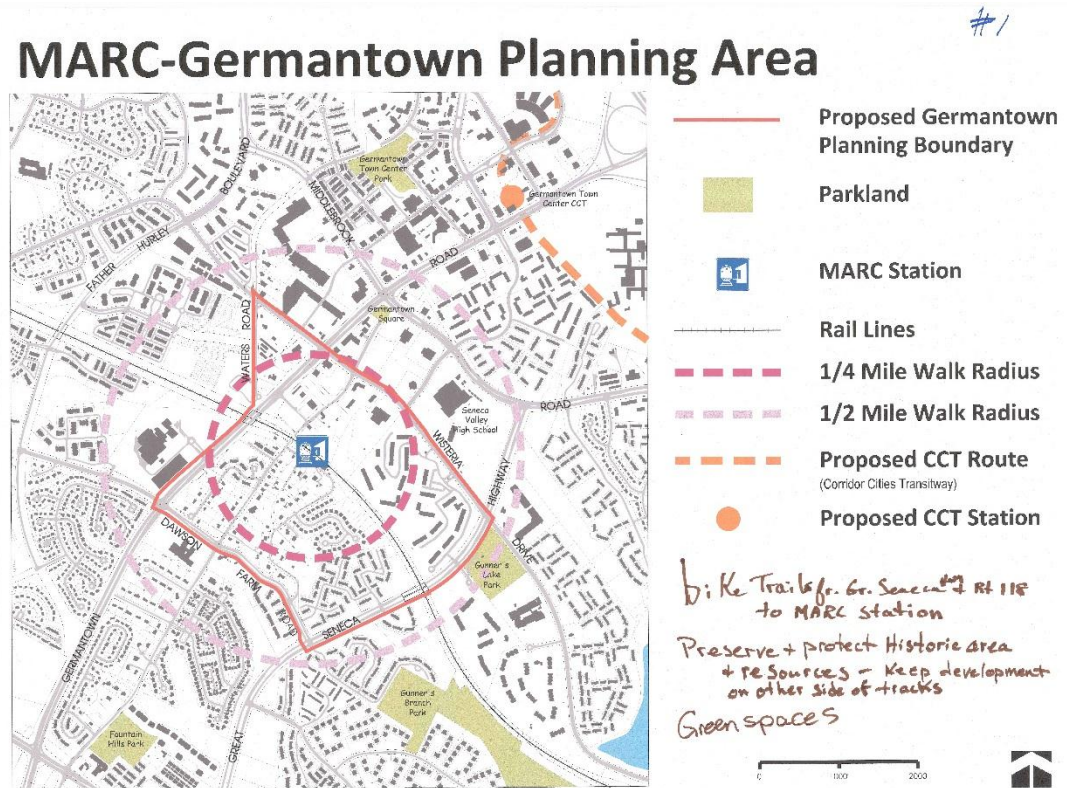 #1
MARC-Germantown Planning Area
Proposed Germantown
Planning Boundary
Parkland
MARC Station
Rail Lines
1/4 Mile Walk Radius
1/2 Mile Walk Radius
Proposed CCT Route
(Corridor Cities Transitway)
Proposed CCT Station
bike Trails fr. Gr. Seneca Hwy + Rt 118
to MARC station
Preserve + protect Historic area
+ resources - Keep development
on other side of tracks
Green spaces
0 1000 2000
BOULEVARD
MIDDLEBROOK
Germantown
Town Center
Park
Germantown Town
Center CCT
FATHER HURLEY
ROAD
WATERS ROAD
Germantown
Square
Seneca
Valley
High School
ROAD
WISTERIA
HIGHWAY
DRIVE
DAWSON
FARM
ROAD
SENECA
Gunner's
Lake
Park
GERMANTOWN
GREAT
Gunner's
Branch
Park
Fountain
Hills Park